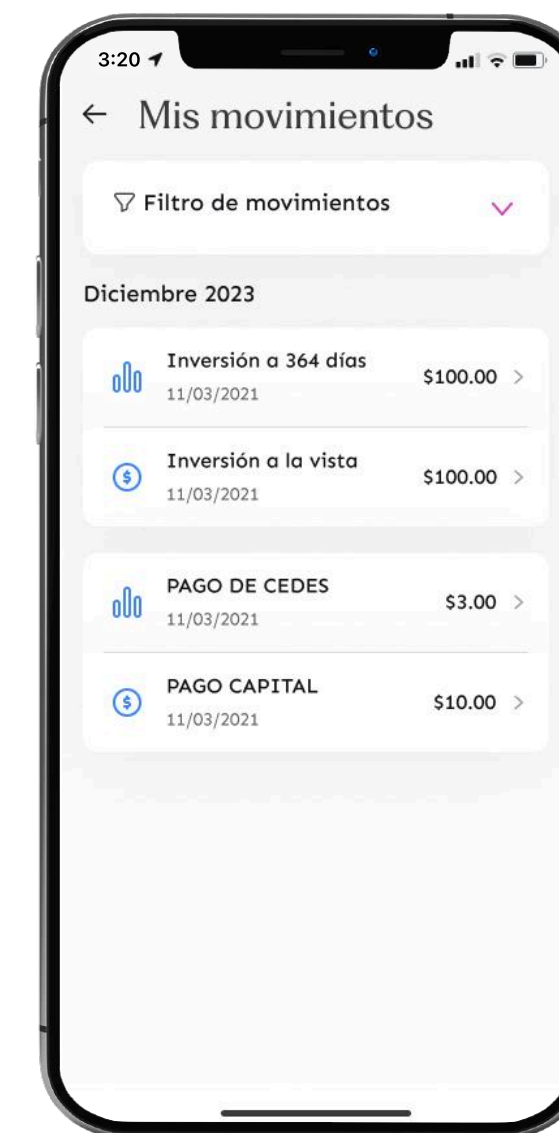 3:20
Mis movimientos
Filtro de movimientos
Diciembre 2023
Inversión a 364 días
$100.00
11/03/2021
Inversión a la vista
$100.00
11/03/2021
PAGO DE CEDES
$3.00
11/03/2021
PAGO CAPITAL
$10.00
11/03/2021